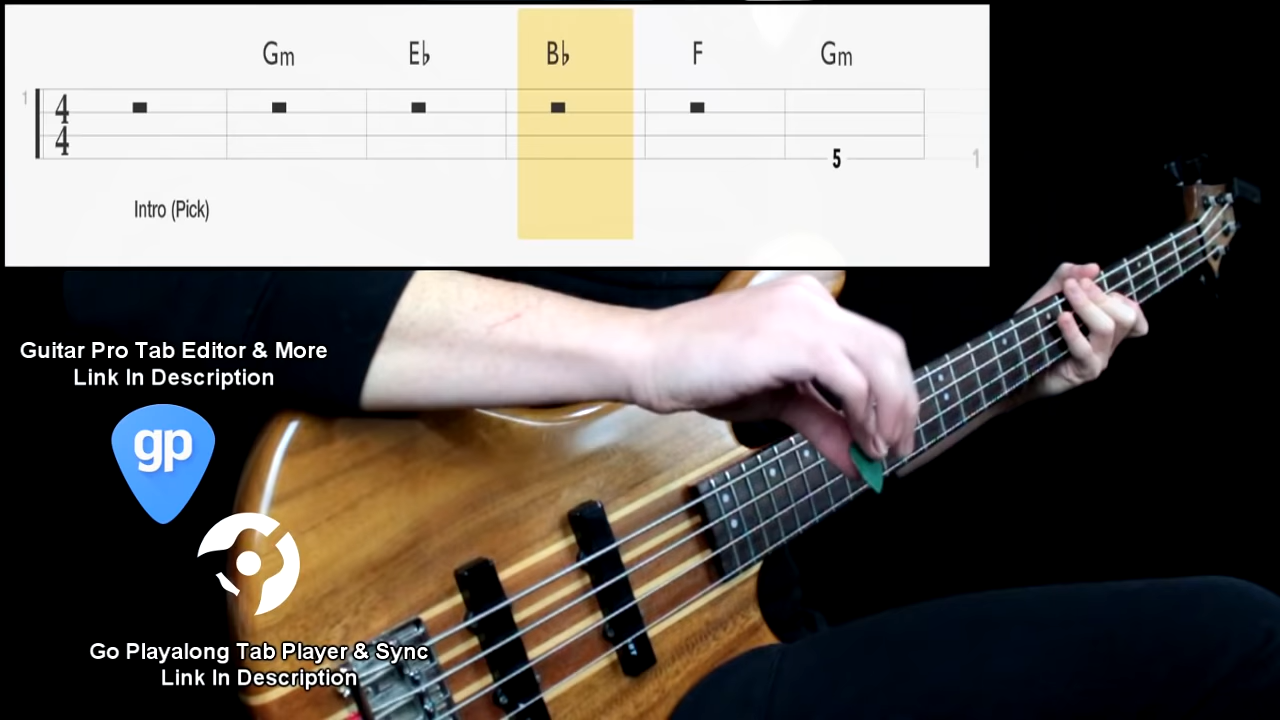 Gm E♭ B♭ F Gm
1
4
4
5
1
Intro (Pick)
Guitar Pro Tab Editor & More
Link In Description
gp
Go Playalong Tab Player & Sync
Link In Description